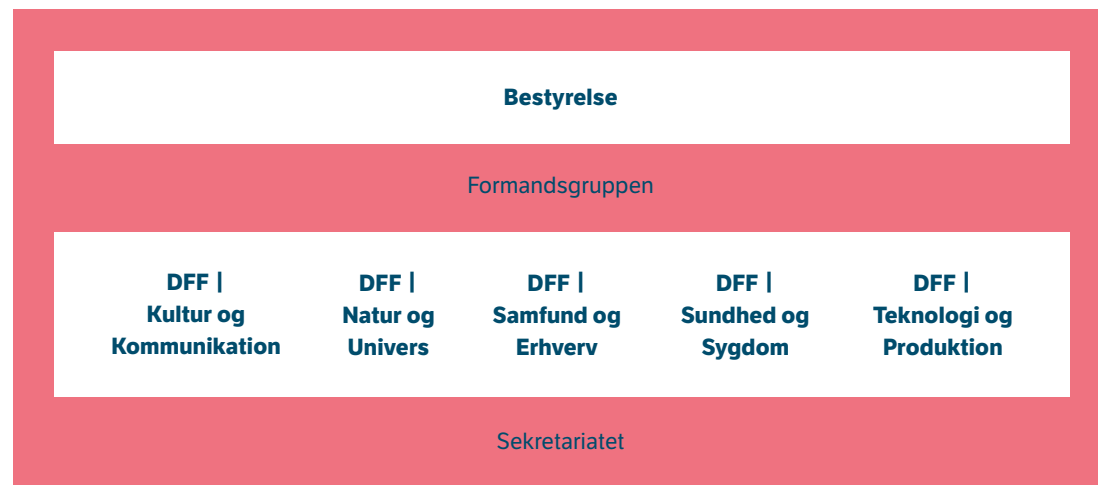 Bestyrelse
Formandsgruppen
DFF |
Kultur og
Kommunikation
DFF |
Natur og
Univers
DFF |
Samfund og
Erhverv
DFF |
Sundhed og
Sygdom
DFF |
Teknologi og
Produktion
Sekretariatet